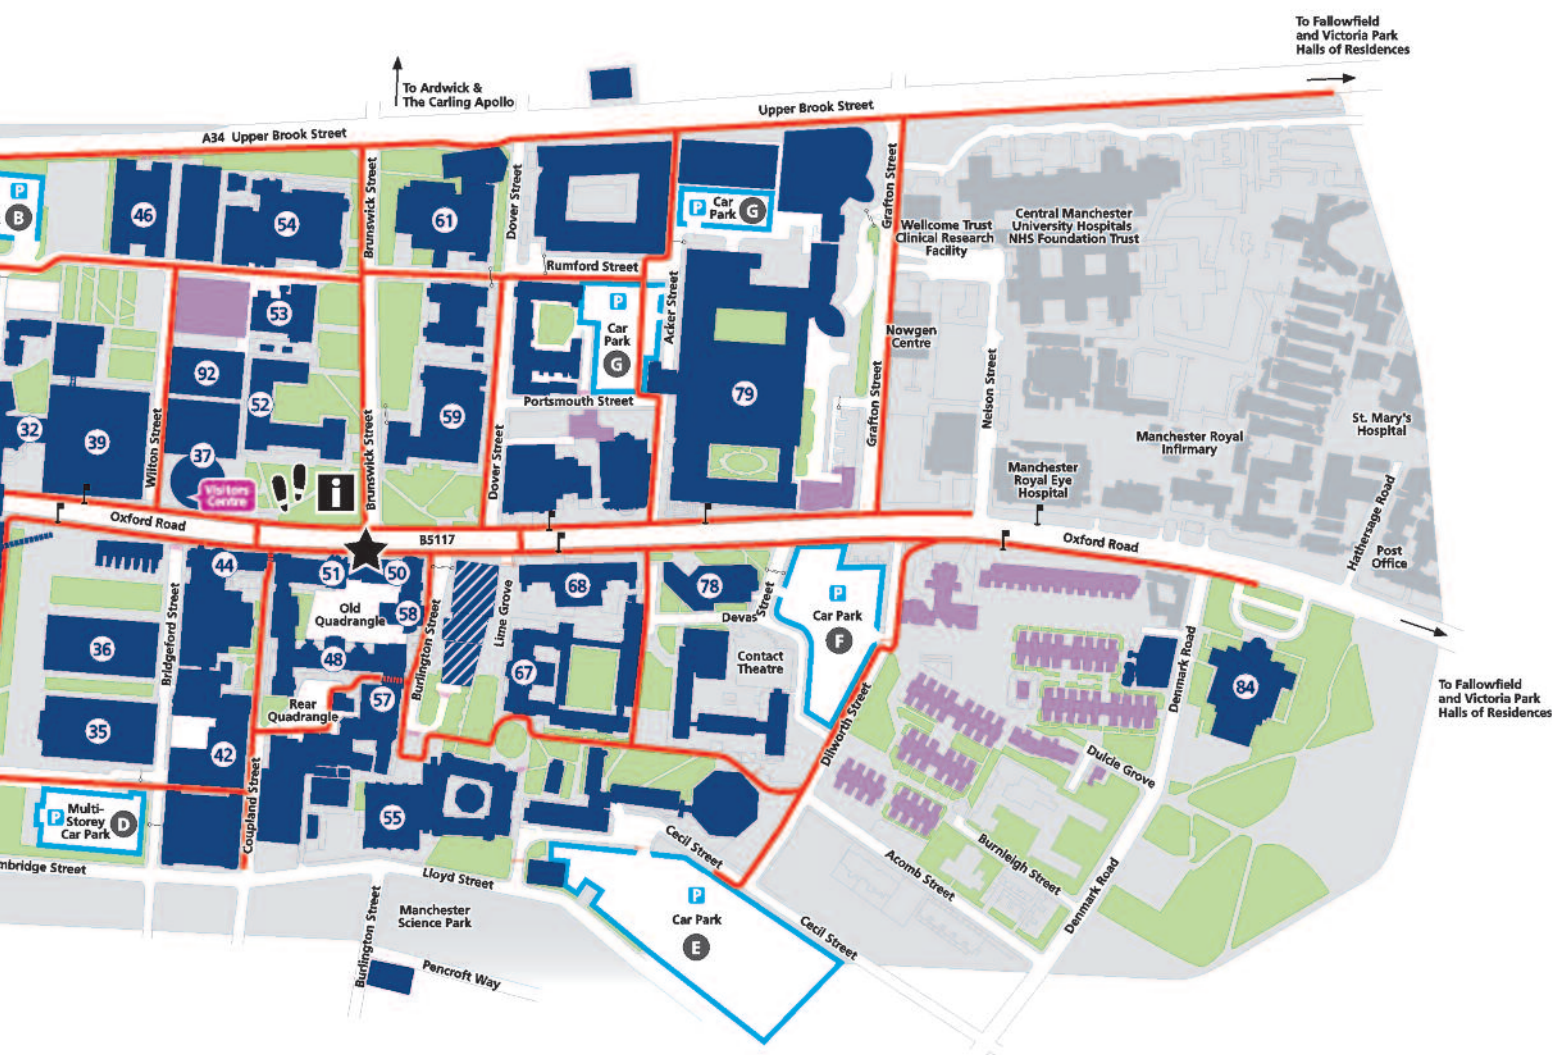 To Fallowfield
and Victoria Park
Halls of Residences
To Ardwick &
The Carling Apollo
Upper Brook Street
A34 Upper Brook Street
P
B
46
54
Brunswick Street
61
Dover Street
P
Car
Park
G
Grafton Street
Wellcome Trust
Clinical Research
Facility
Central Manchester
University Hospitals
NHS Foundation Trust
Rumford Street
Acker Street
53
P
Car
Park
G
Nowgen
Centre
Nelson Street
92
52
59
79
Portsmouth Street
Grafton Street
32
39
Wilton Street
37
Brunswick Street
Dover Street
St. Mary's
Hospital
Manchester Royal
Infirmary
Manchester
Royal Eye
Hospital
Visitors
Centre
i
Hathersage Road
Oxford Road
B5117
Oxford Road
Post
Office
44
51
50
68
78
P
Car Park
F
Old
Quadrangle
58
Bridgeford Street
Burlington Street
Lime Grove
Devas Street
36
48
67
Contact
Theatre
Denmark Road
84
Rear
Quadrangle
57
To Fallowfield
and Victoria Park
Halls of Residences
35
42
Dilworth Street
Dulcie Grove
Coupland Street
P
Multi-
Storey
Car Park
D
55
Cecil Street
Burnleigh Street
Acomb Street
Denmark Road
mbridge Street
Lloyd Street
P
Car Park
E
Manchester
Science Park
Burlington Street
Cecil Street
Pencroft Way